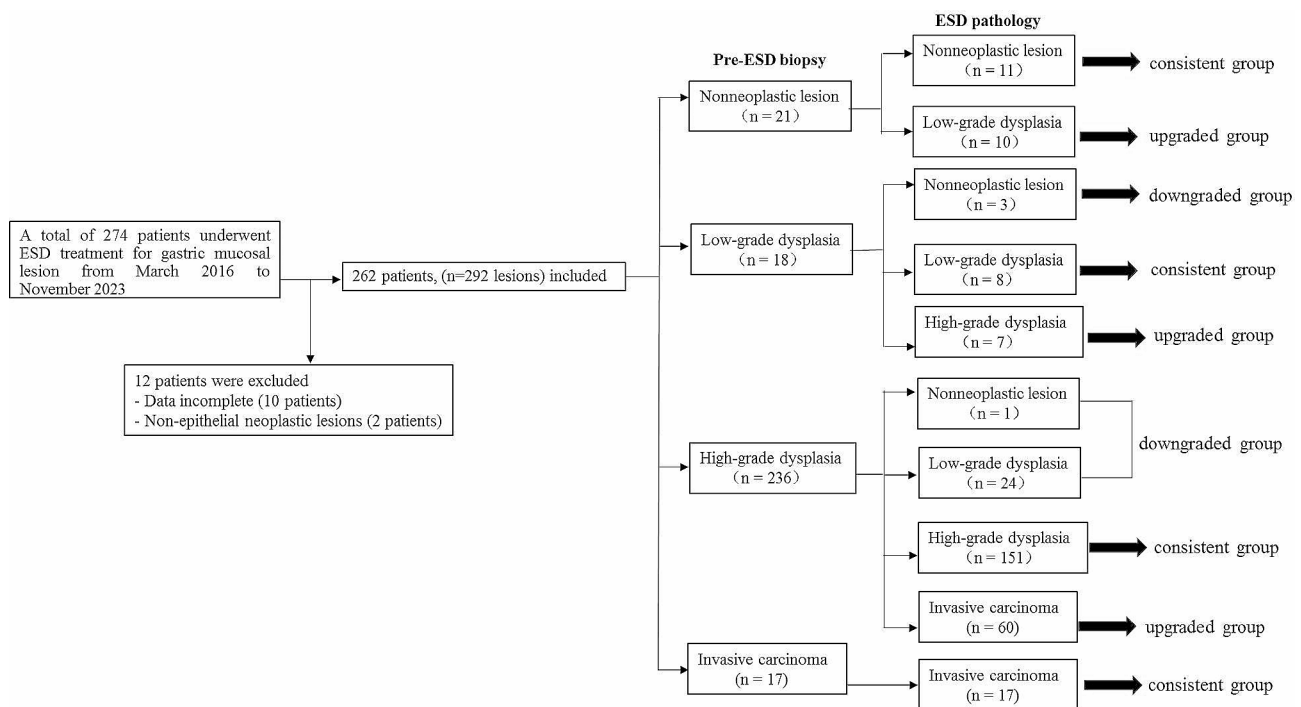 ESD pathology
Pre-ESD biopsy
Nonneoplastic lesion
（n = 11）
consistent group
Nonneoplastic lesion
（n = 21）
Low-grade dysplasia
（n = 10）
upgraded group
Nonneoplastic lesion
（n = 3）
downgraded group
A total of 274 patients underwent
ESD treatment for gastric mucosal
lesion from March 2016 to
November 2023
262 patients, (n=292 lesions) included
Low-grade dysplasia
（n = 18）
Low-grade dysplasia
（n = 8）
consistent group
High-grade dysplasia
（n = 7）
upgraded group
12 patients were excluded
- Data incomplete (10 patients)
- Non-epithelial neoplastic lesions (2 patients)
Nonneoplastic lesion
（n = 1）
downgraded group
High-grade dysplasia
（n = 236）
Low-grade dysplasia
（n = 24）
High-grade dysplasia
（n = 151）
consistent group
Invasive carcinoma
(n = 60)
upgraded group
Invasive carcinoma
(n = 17)
Invasive carcinoma
(n = 17)
consistent group